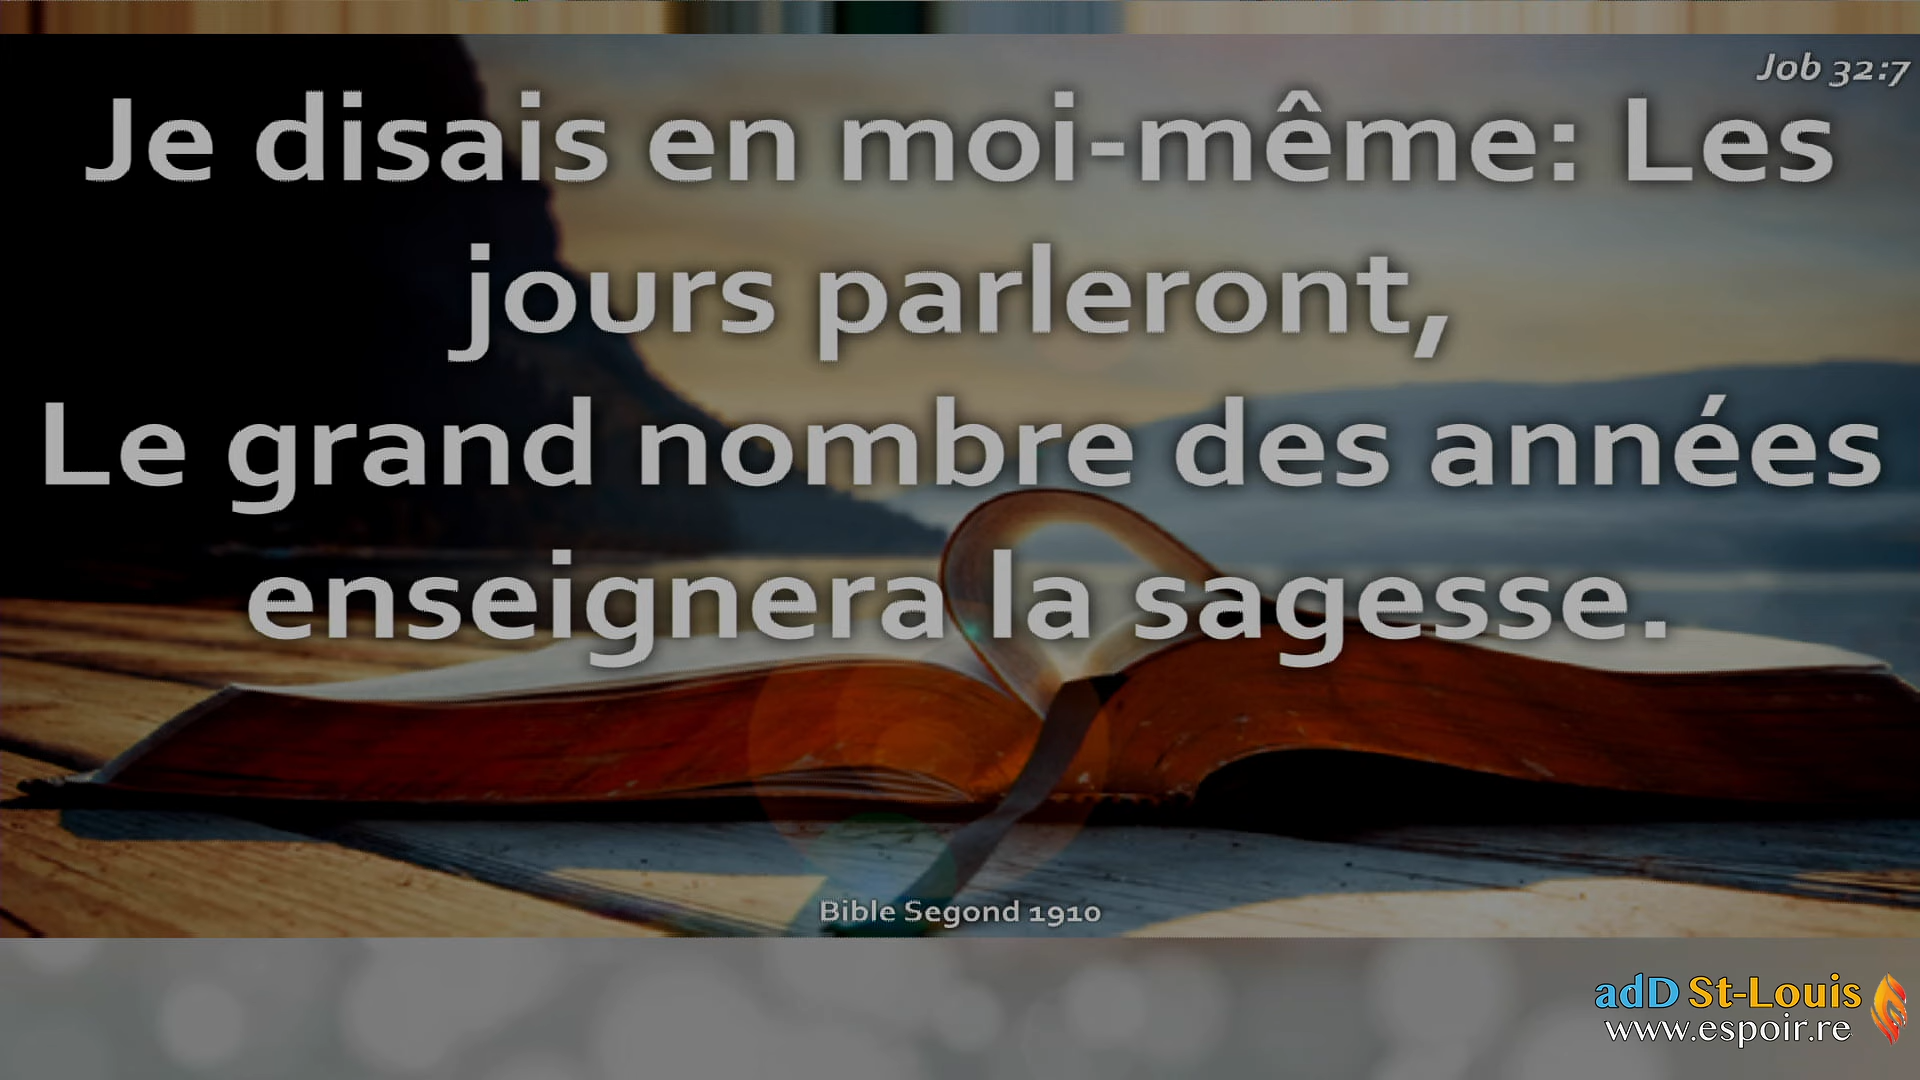 Job 32:7
Je disais en moi-même: Les
jours parleront,
Le grand nombre des années
enseignera la sagesse.
Bible Segond 1910
adD St-Louis
www.espoir.re